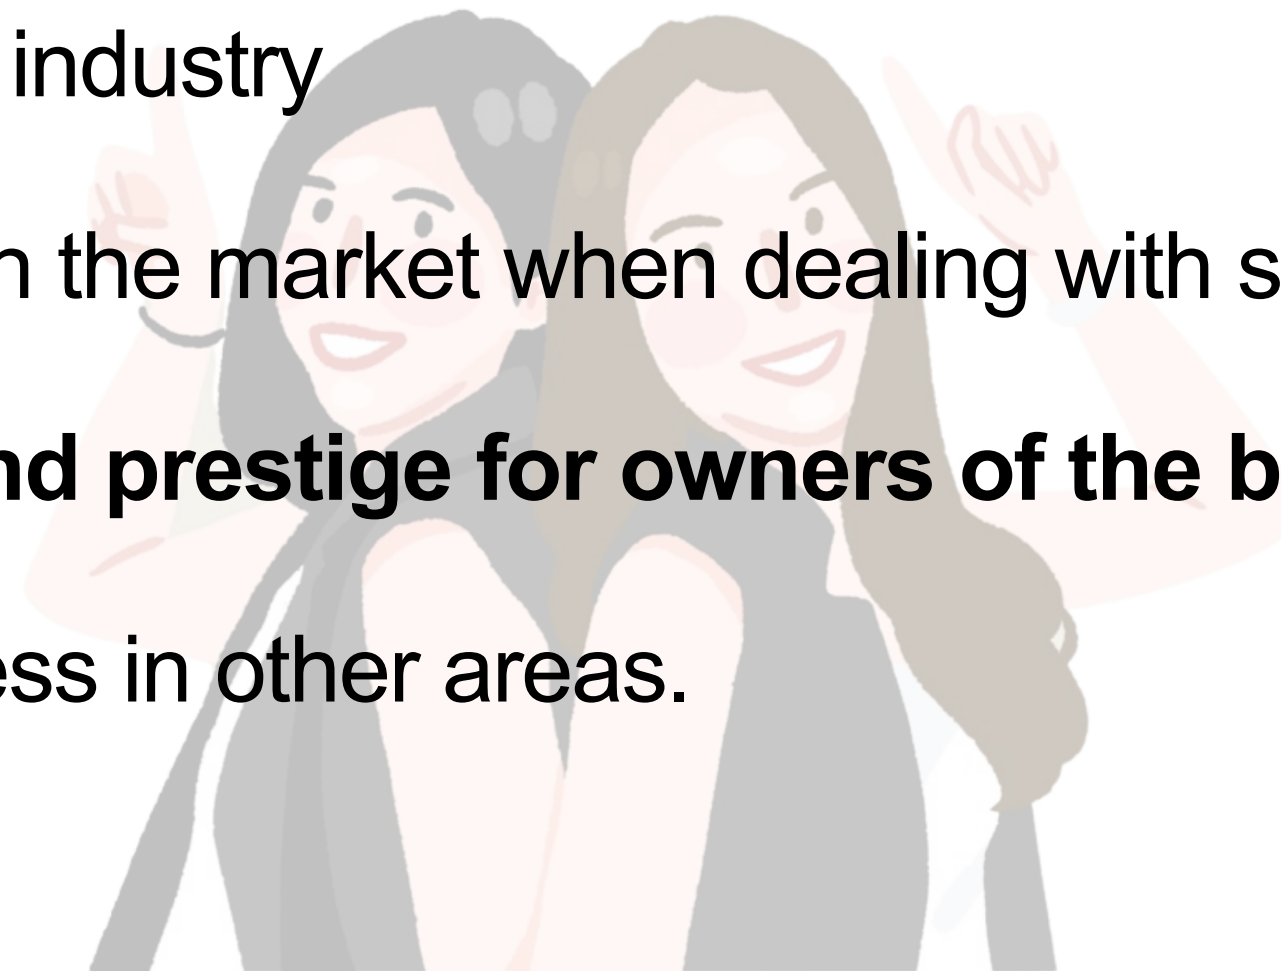 industry
n the market when dealing with s
nd prestige for owners of the b
ess in other areas.